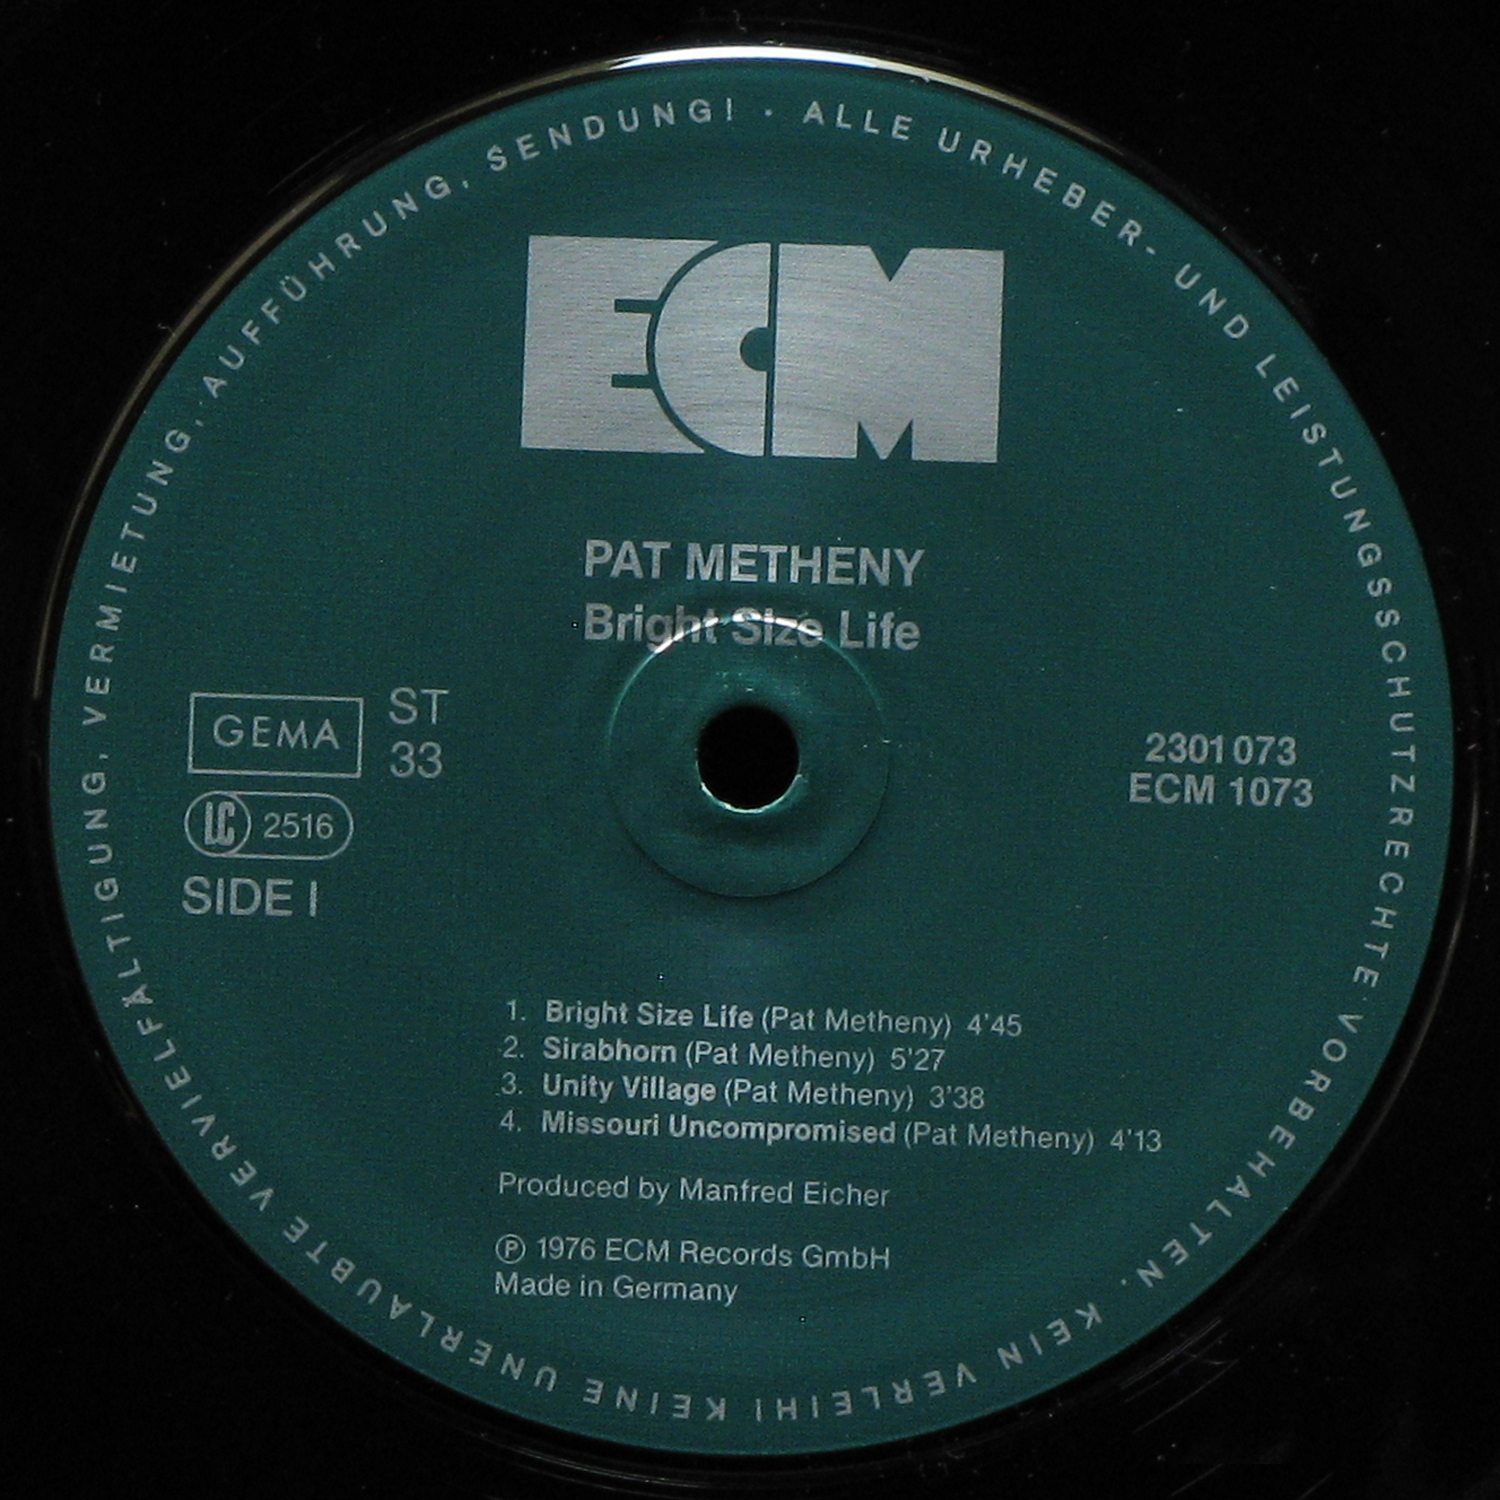 ALLE URHEBER- UND LEISTUNGSSCHUTZRECHTE VORBEHALTEN. KEIN VERLEIH! KEINE UNERLAUBTE VERVIELFÄLTIGUNG, VERMIETUNG, AUFFÜHRUNG, SENDUNG! ·
ECM
PAT METHENY
Bright Size Life
GEMA
ST
33
LC 2516
SIDE I
2301 073
ECM 1073
1. Bright Size Life (Pat Metheny) 4'45
2. Sirabhorn (Pat Metheny) 5'27
3. Unity Village (Pat Metheny) 3'38
4. Missouri Uncompromised (Pat Metheny) 4'13
Produced by Manfred Eicher
Ⓟ 1976 ECM Records GmbH
Made in Germany